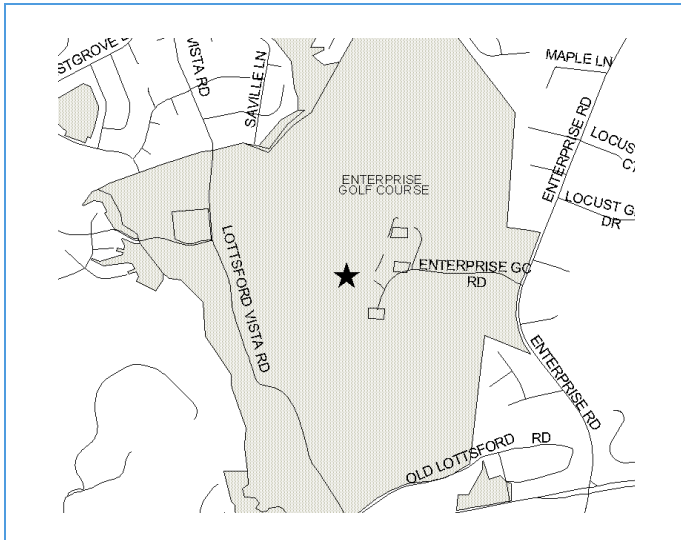 STGROVE L
VISTA RD
SAVILLE LN
MAPLE LN
ENTERPRISE RD
LOCUS
CT
LOCUST G
DR
ENTERPRISE
GOLF COURSE
ENTERPRISE GC
RD
LOTTSFORD VISTA RD
ENTERPRISE RD
OLD LOTTSFORD RD